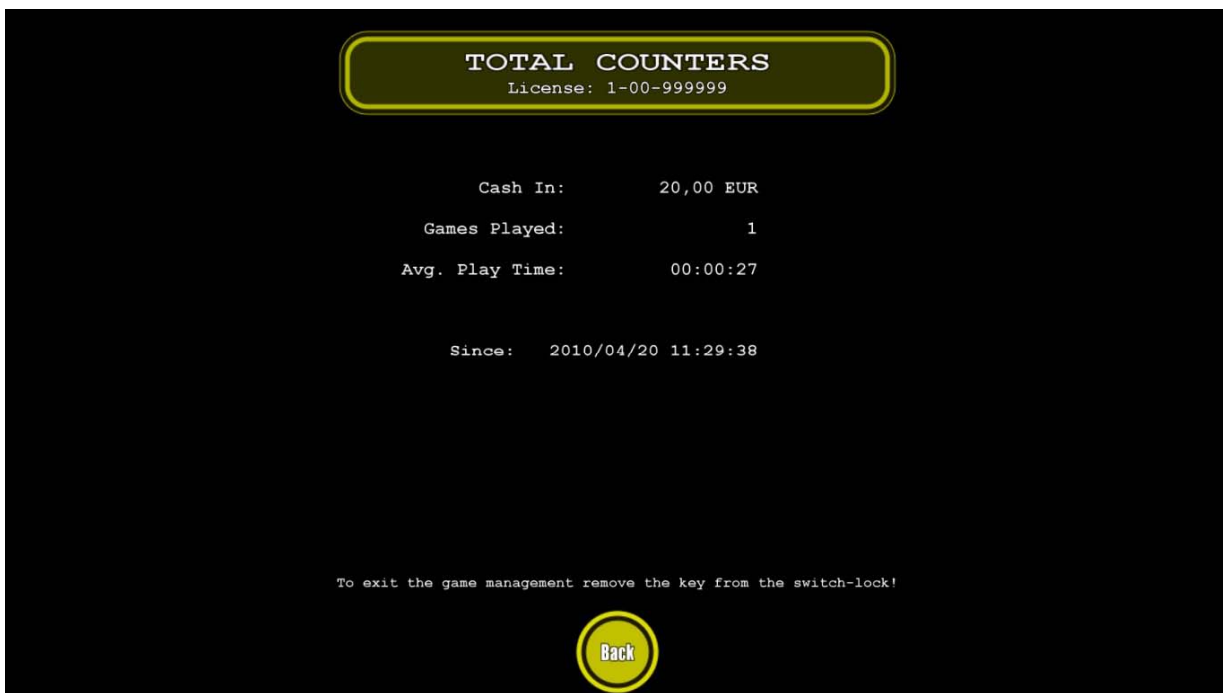 TOTAL COUNTERS
License: 1-00-999999
Cash In: 20,00 EUR
Games Played: 1
Avg. Play Time: 00:00:27
Since: 2010/04/20 11:29:38
To exit the game management remove the key from the switch-lock!
Back